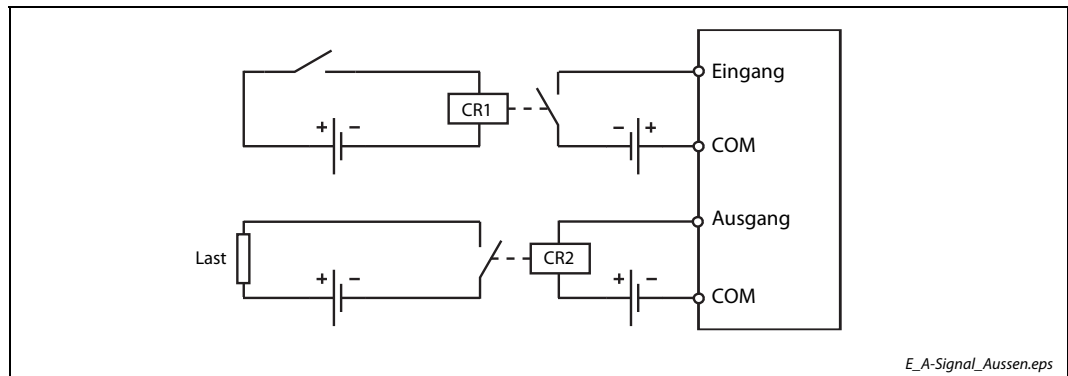 Eingang
CR1
+ −
− +
COM
Ausgang
Last
CR2
+ −
+ −
COM
E_A-Signal_Aussen.eps